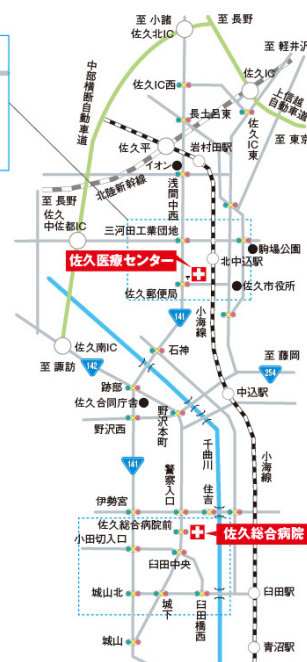 至 小諸
至 長野
佐久北IC
至 軽井沢
中部横断自動車道
佐久IC西
佐久IC
上信越
自動車道
長土呂東
佐久IC東
至 東京
佐久平
岩村田駅
イオン
浅間中西
北陸新幹線
至 長野
佐久
中佐都IC
三河田工業団地
駒場公園
佐久医療センター
北中込駅
佐久郵便局
佐久市役所
141
小海線
佐久南IC
石神
142
至 諏訪
至 藤岡
254
跡部
中込駅
佐久合同庁舎
野沢本町
野沢西
千曲川
小海線
141
警察入口
住吉
伊勢宮
佐久総合病院前
佐久総合病院
小田切入口
臼田中央
城山北
臼田駅
城下
臼田橋西
城山
青沼駅